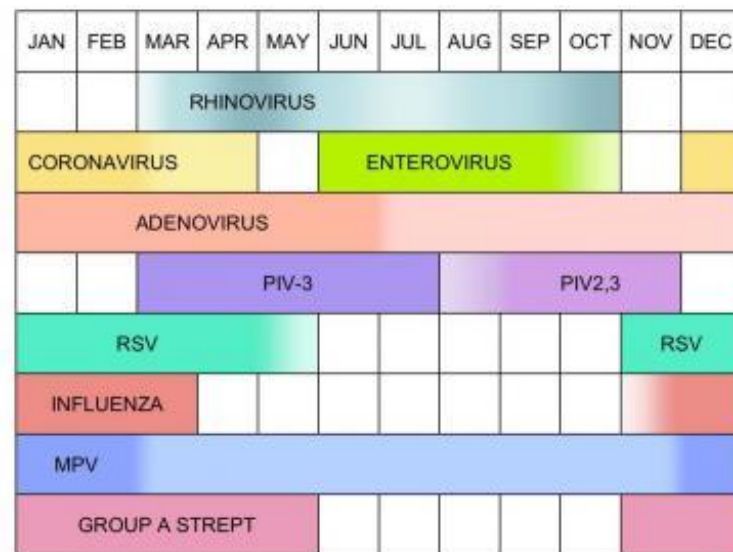 JAN FEB MAR APR MAY JUN JUL AUG SEP OCT NOV DEC
RHINOVIRUS
CORONAVIRUS ENTEROVIRUS
ADENOVIRUS
PIV-3 PIV2,3
RSV RSV
INFLUENZA
MPV
GROUP A STREPT